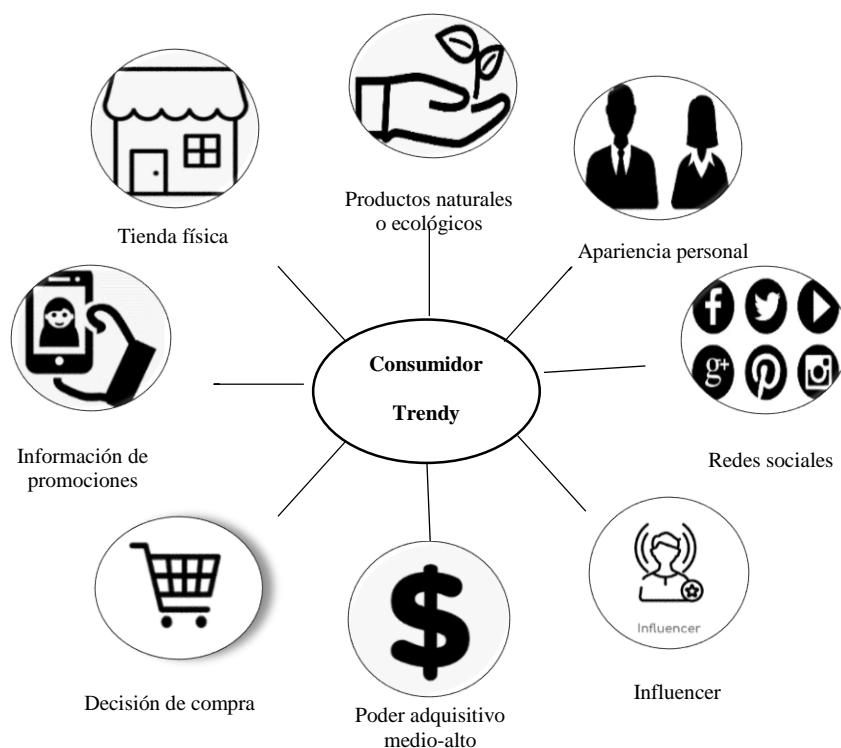 Productos naturales
o ecológicos
Tienda física
Apariencia personal
Consumidor
Trendy
f
g+
Información de
promociones
Redes sociales
Influencer
Decisión de compra
Poder adquisitivo
medio-alto
Influencer